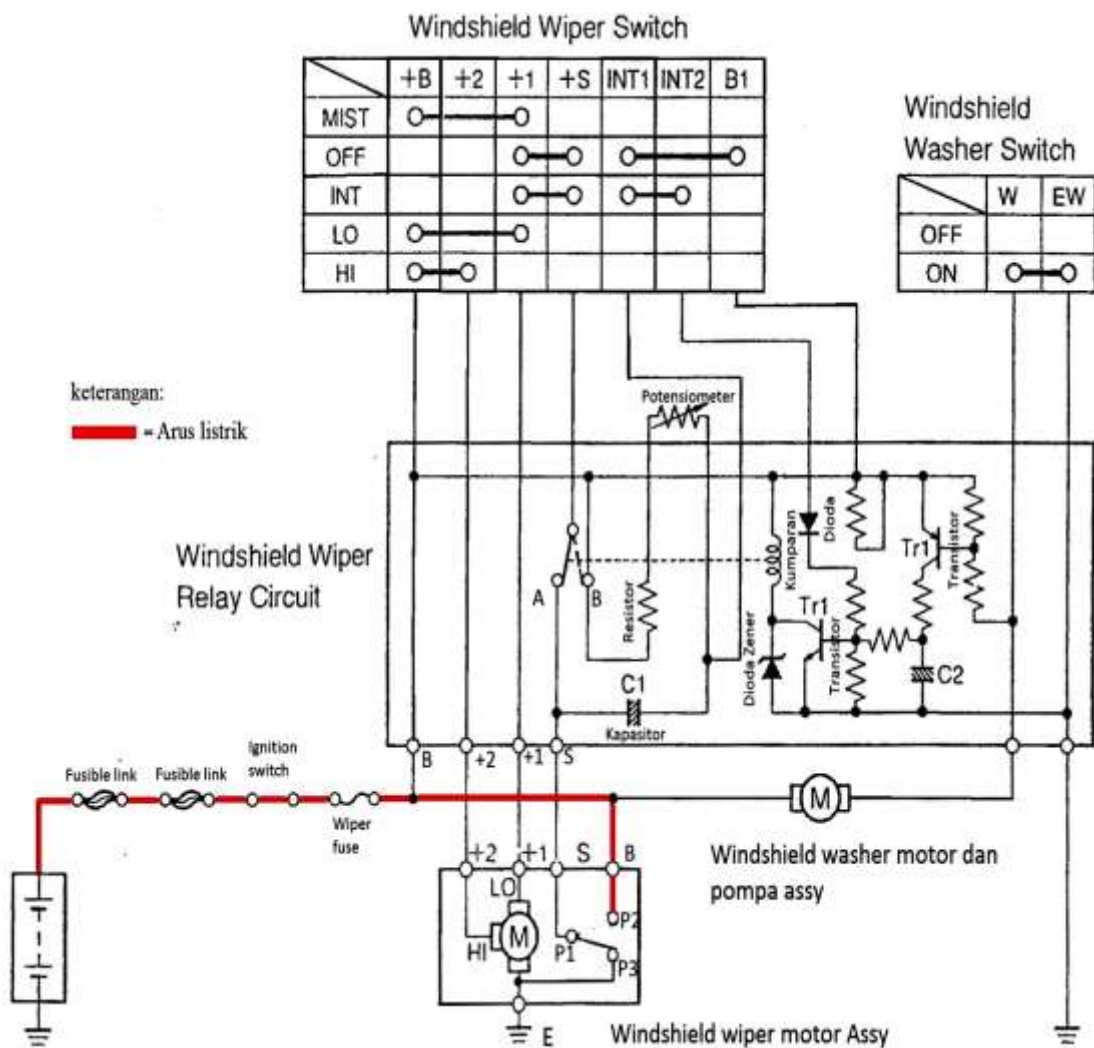 Windshield Wiper Switch
+B +2 +1 +S INT1 INT2 B1
MIST
OFF
INT
LO
HI
Windshield
Washer Switch
W EW
OFF
ON
keterangan:
= Arus listrik
Potensiometer
Windshield Wiper
Relay Circuit
A
B
Resistor
Kumparan
Dioda
Tr1
Transistor
Tr1
Transistor
Dioda Zener
C1
Kapasitor
C2
B +2 +1 S
Fusible link
Fusible link
Ignition
switch
Wiper
fuse
M
Windshield washer motor dan
pompa assy
+2 +1 S B
LO
HI
M
P1
P2
P3
E
Windshield wiper motor Assy